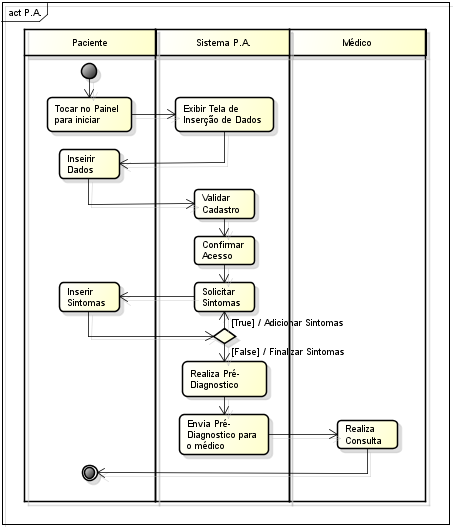 act P.A.
Paciente
Sistema P.A.
Médico
Tocar no Painel
para iniciar
Exibir Tela de
Inserção de Dados
Inseirir
Dados
Validar
Cadastro
Confirmar
Acesso
Inserir
Sintomas
Solicitar
Sintomas
[True] / Adicionar Sintomas
[False] / Finalizar Sintomas
Realiza Pré-
Diagnostico
Envia Pré-
Diagnostico para
o médico
Realiza
Consulta